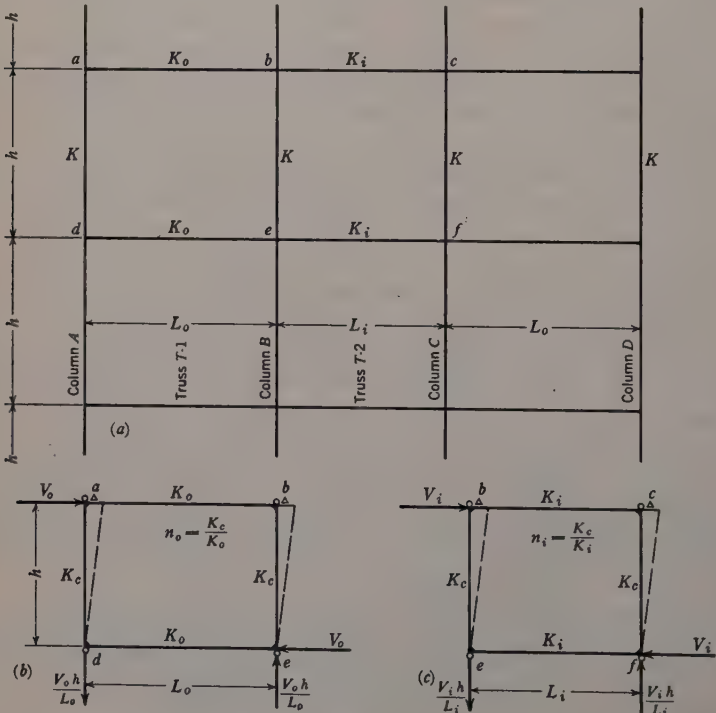 h
a K_o b K_i c
h K K K K
d K_o e K_i f
h L_o L_i L_o
Column A
Truss T-1
Column B
Truss T-2
Column C
Column D
h
(a)
V_o a Δ K_o b Δ
n_o = K_c/K_o
h K_c K_c
K_o V_o
(b) d e
V_o h/L_o L_o V_o h/L_o
V_i b Δ K_i c Δ
n_i = K_c/K_i
K_c K_c
K_i V_i
(c) e f
V_i h/L_i L_i V_i h/L_i